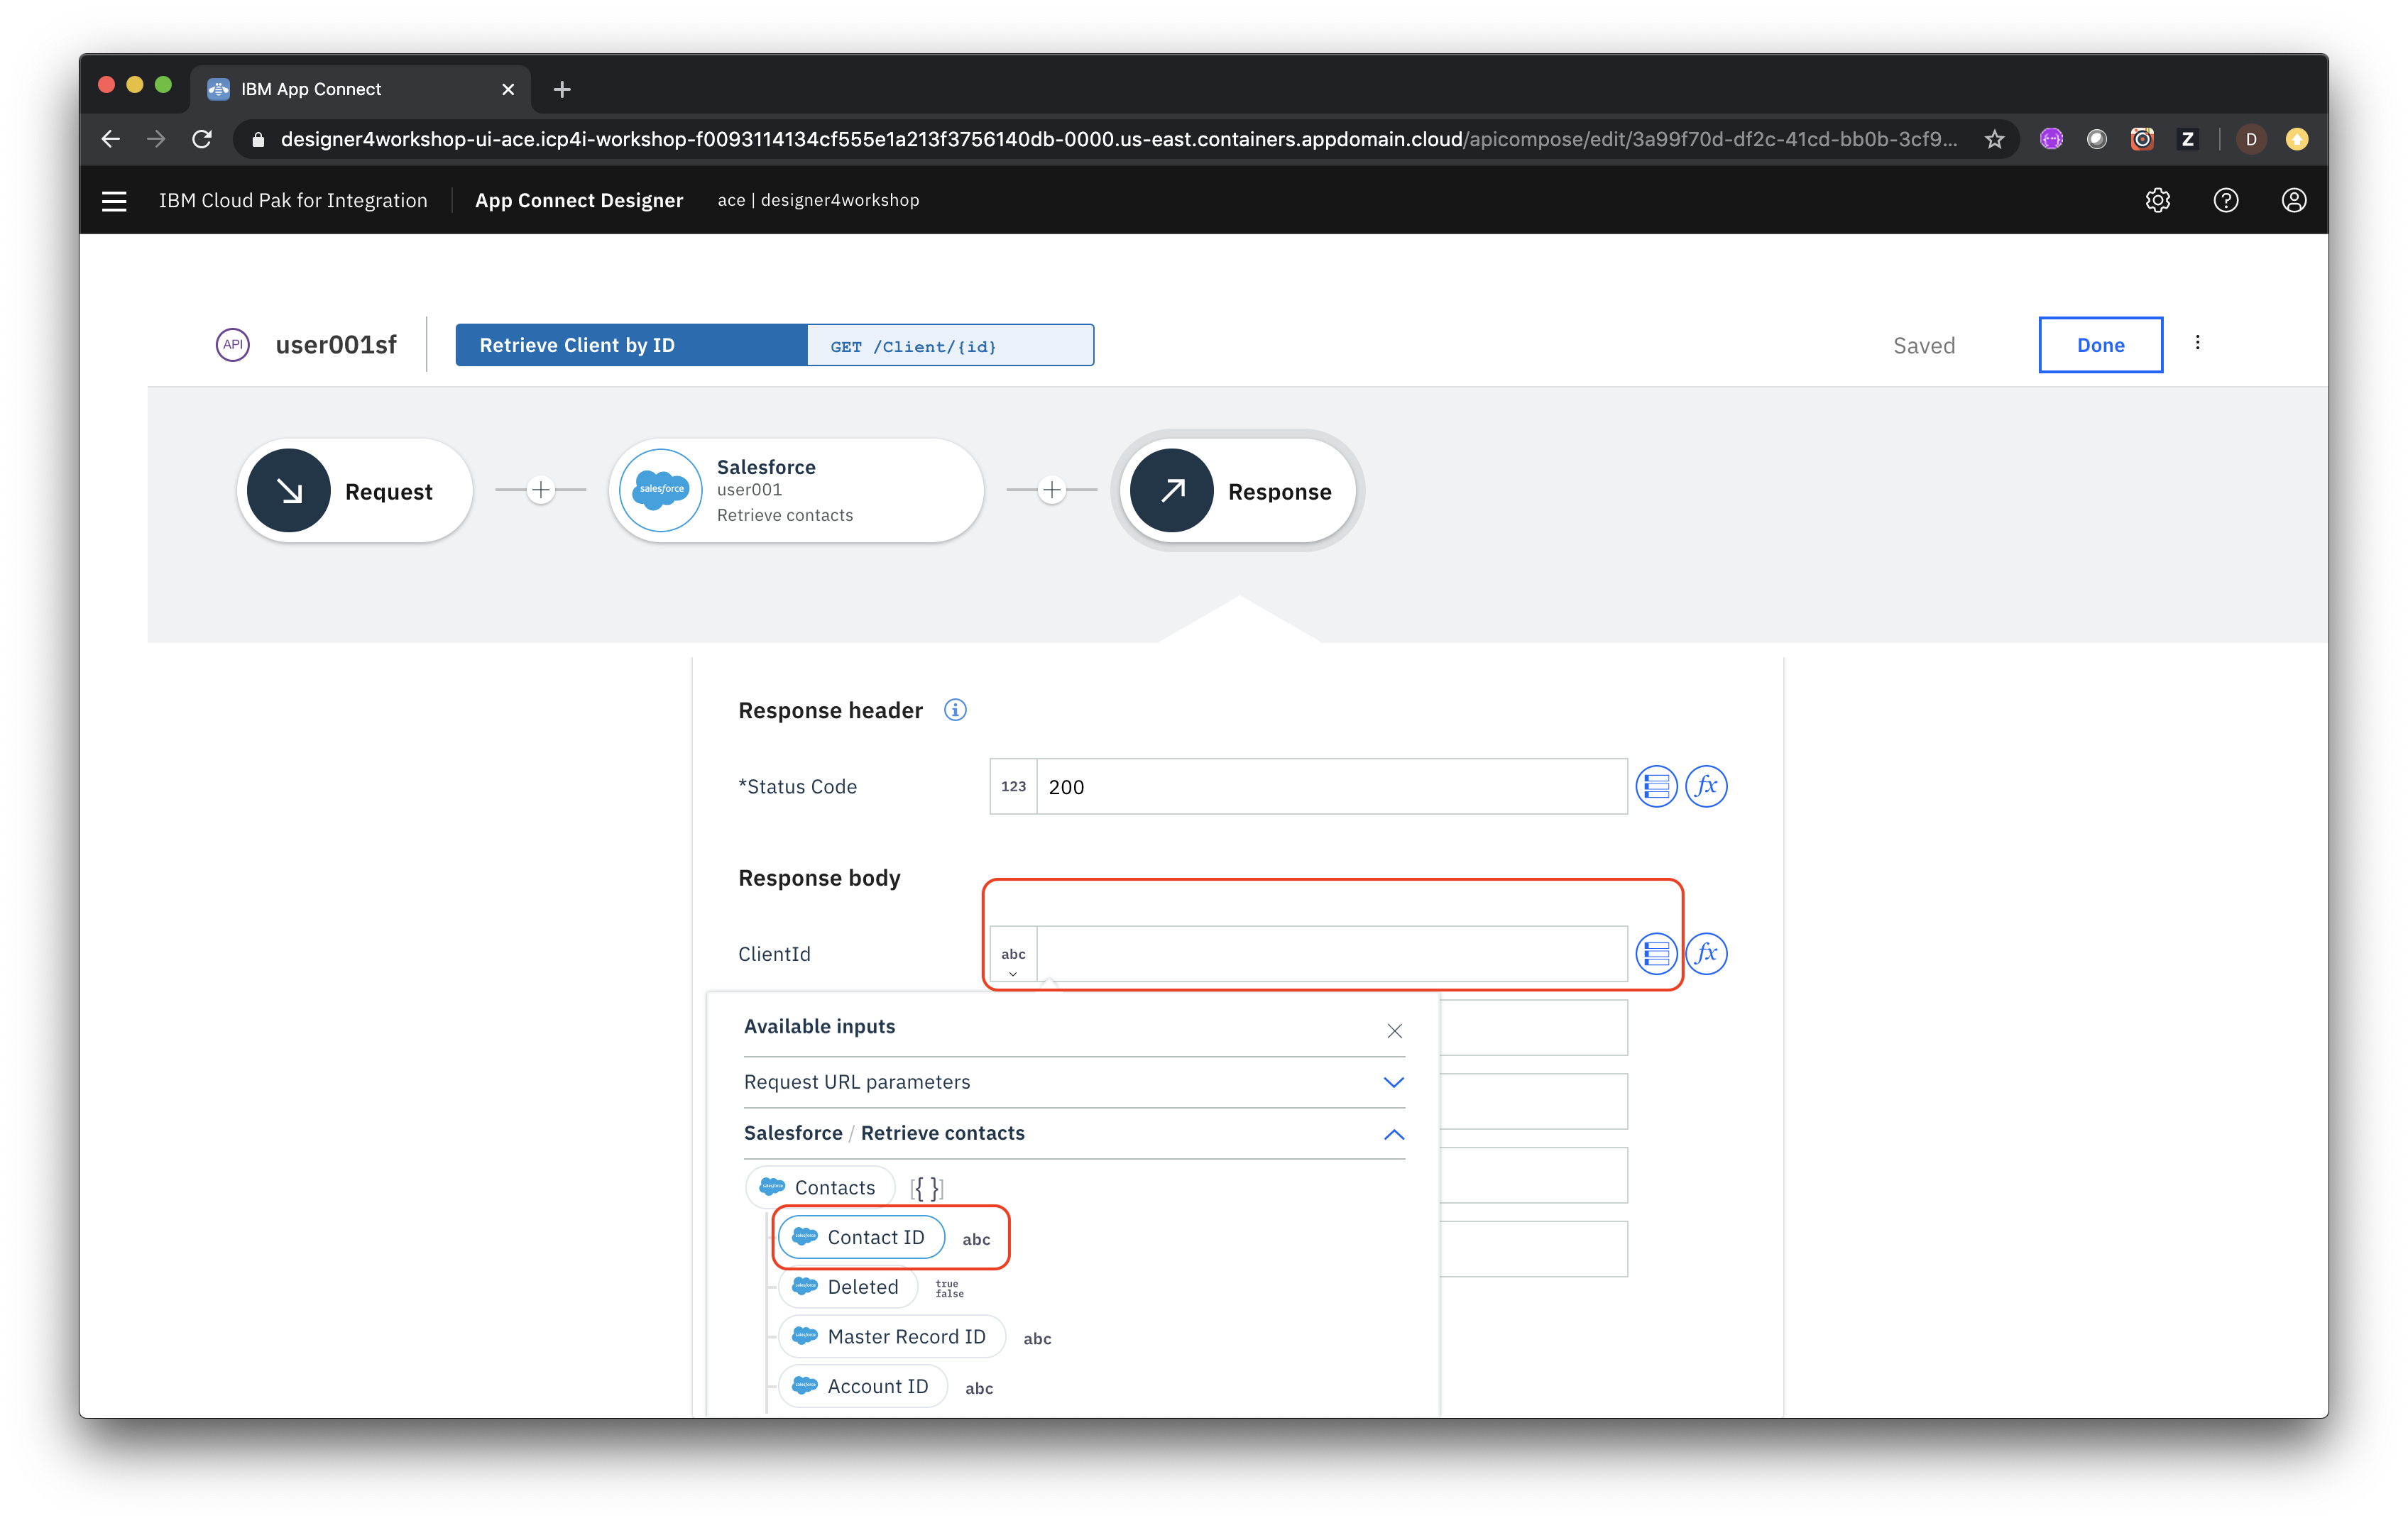 IBM App Connect
designer4workshop-ui-ace.icp4i-workshop-f0093114134cf555e1a213f3756140db-0000.us-east.containers.appdomain.cloud/apicompose/edit/3a99f70d-df2c-41cd-bb0b-3cf9...
Z
D
IBM Cloud Pak for Integration
App Connect Designer
ace | designer4workshop
API
user001sf
Retrieve Client by ID
GET /Client/{id}
Saved
Done
Request
salesforce
Salesforce
user001
Retrieve contacts
Response
Response header
*Status Code
123
200
fx
Response body
ClientId
abc
fx
Available inputs
Request URL parameters
Salesforce / Retrieve contacts
Contacts [{ }]
Contact ID abc
Deleted true
false
Master Record ID abc
Account ID abc